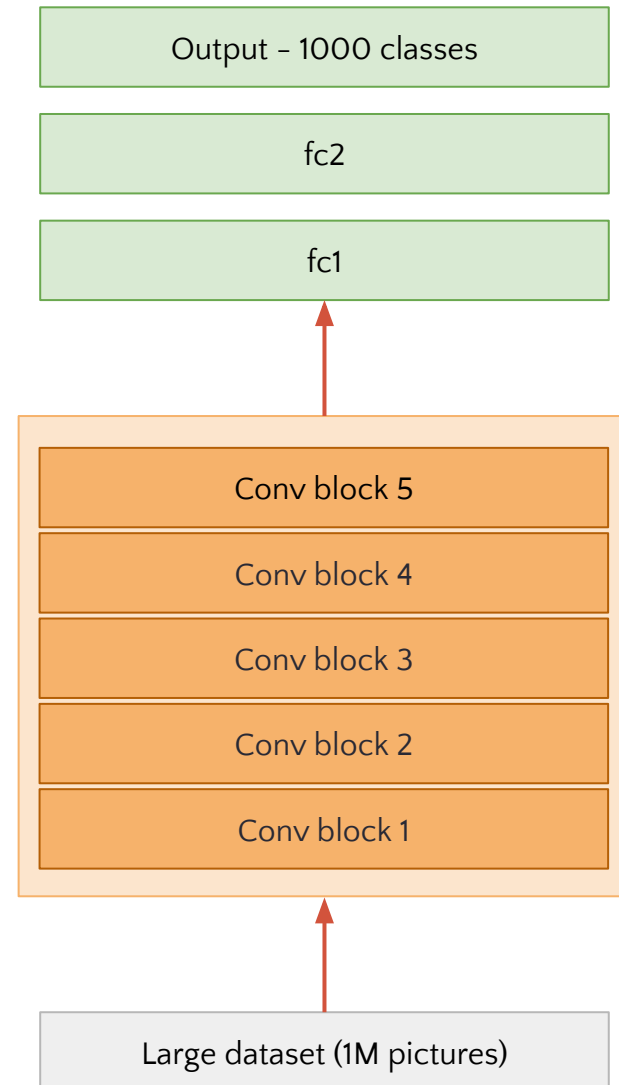 Output - 1000 classes
fc2
fc1
Conv block 5
Conv block 4
Conv block 3
Conv block 2
Conv block 1
Large dataset (1M pictures)